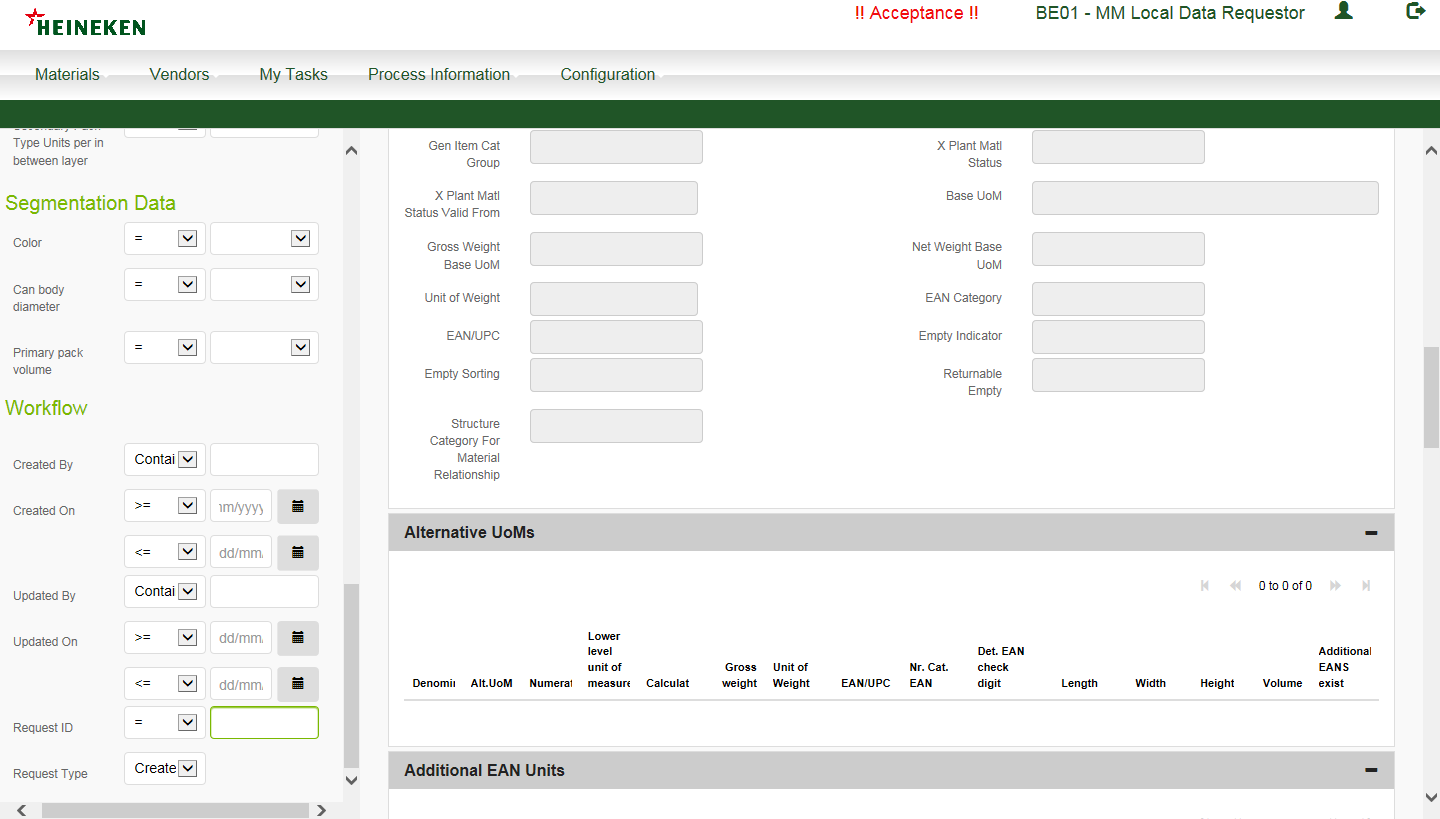 HEINEKEN
!! Acceptance !!
BE01 - MM Local Data Requestor
Materials
Vendors
My Tasks
Process Information
Configuration
Type Units per in
between layer
Segmentation Data
Color
=
Can body
diameter
=
Primary pack
volume
=
Workflow
Created By
Contai
Created On
>=
mm/yyyy
<=
dd/mm,
Updated By
Contai
Updated On
>=
dd/mm,
<=
dd/mm,
Request ID
=
Request Type
Create
Gen Item Cat
Group
X Plant Matl
Status
X Plant Matl
Status Valid From
Base UoM
Gross Weight
Base UoM
Net Weight Base
UoM
Unit of Weight
EAN Category
EAN/UPC
Empty Indicator
Empty Sorting
Returnable
Empty
Structure
Category For
Material
Relationship
Alternative UoMs
0 to 0 of 0
Denomin
Alt.UoM
Numerat
Lower
level
unit of
measure
Calculat
Gross
weight
Unit of
Weight
EAN/UPC
Nr. Cat.
EAN
Det. EAN
check
digit
Length
Width
Height
Volume
Additional
EANS
exist
Additional EAN Units